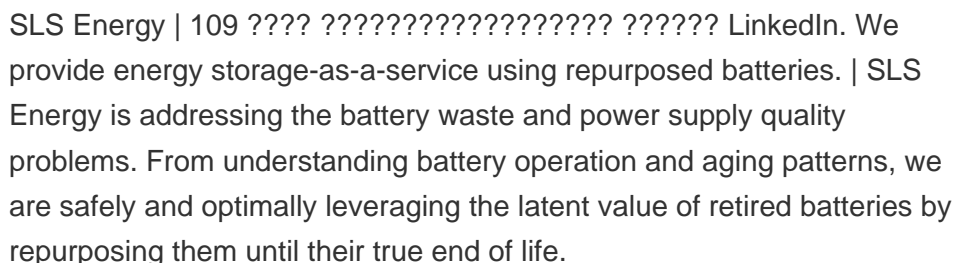 SLS Energy | 109 ???? ?????????????????? ?????? LinkedIn. We
provide energy storage-as-a-service using repurposed batteries. | SLS
Energy is addressing the battery waste and power supply quality
problems. From understanding battery operation and aging patterns, we
are safely and optimally leveraging the latent value of retired batteries by
repurposing them until their true end of life.